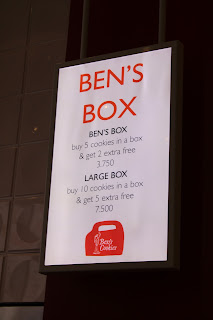 BEN'S
BOX
BEN'S BOX
buy 5 cookies in a box
& get 2 extra free
3.750
LARGE BOX
buy 10 cookies in a box
& get 5 extra free
7.500
Ben's
Cookies